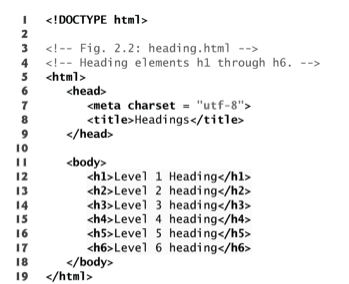 1 <!DOCTYPE html>
2
3 <!-- Fig. 2.2: heading.html -->
4 <!-- Heading elements h1 through h6. -->
5 <html>
6 <head>
7 <meta charset = "utf-8">
8 <title>Headings</title>
9 </head>
10
11 <body>
12 <h1>Level 1 Heading</h1>
13 <h2>Level 2 heading</h2>
14 <h3>Level 3 heading</h3>
15 <h4>Level 4 heading</h4>
16 <h5>Level 5 heading</h5>
17 <h6>Level 6 heading</h6>
18 </body>
19 </html>